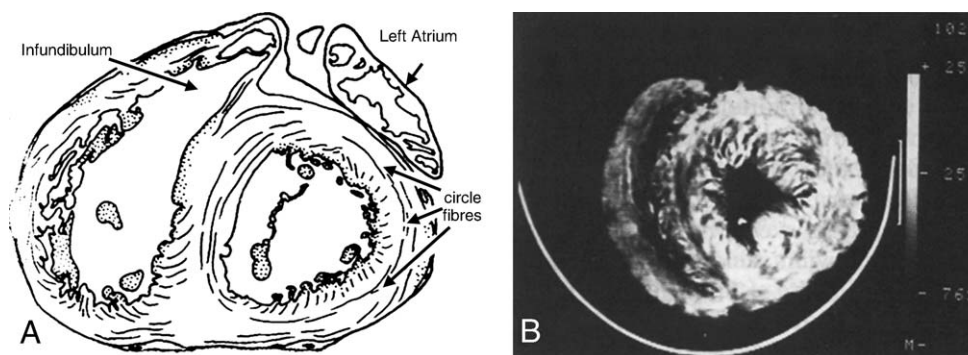 Infundibulum
Left Atrium
circle
fibres
A
B
102
+ 25
- 25
- 76
M-